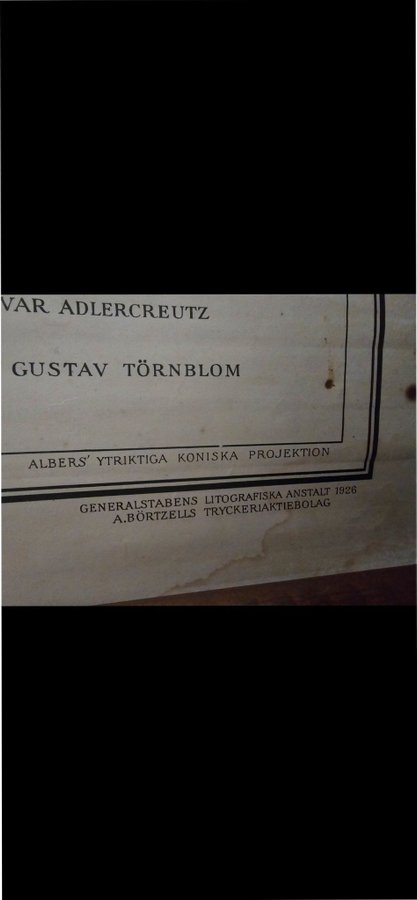 VAR ADLERCREUTZ
GUSTAV TÖRNBLOM
ALBERS' YTRIKTIGA KONISKA PROJEKTION
GENERALSTABENS LITOGRAFISKA ANSTALT 1926
A.BÖRTZELLS TRYCKERIAKTIEBOLAG